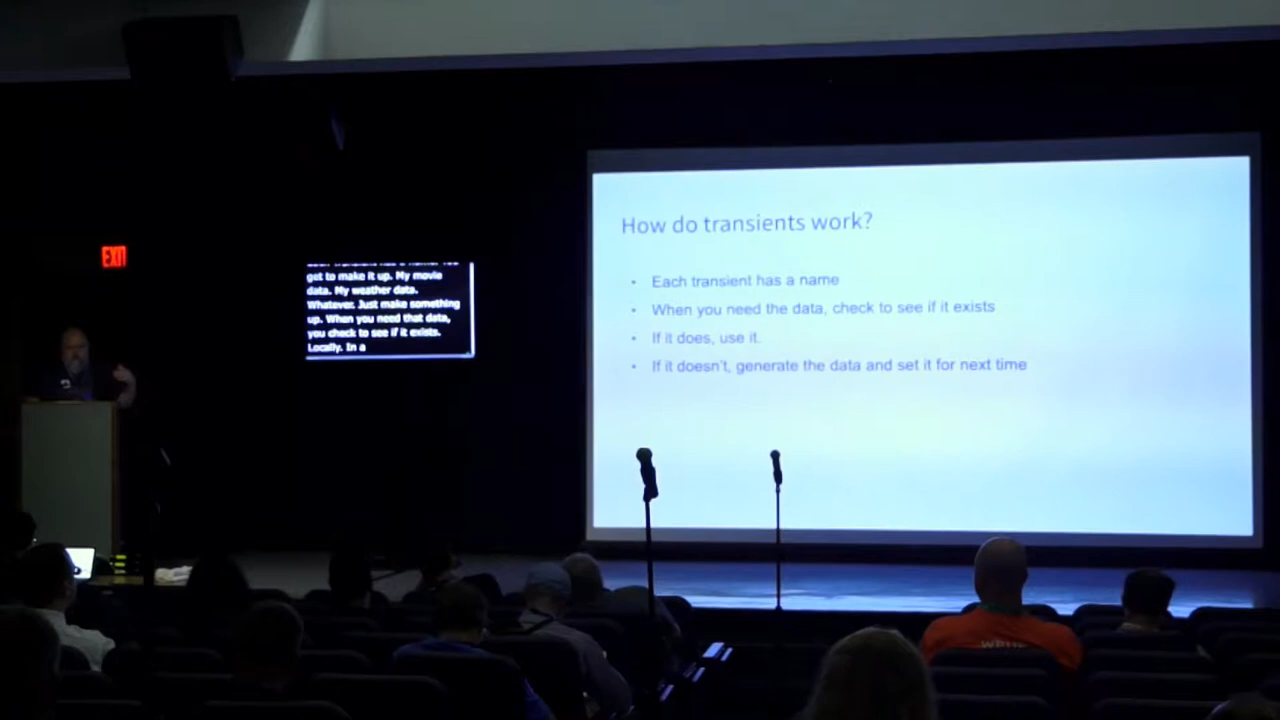 EXIT
get to make it up. My movie
data. My weather data.
Whatever. Just make something
up. When you need that data,
you check to see if it exists.
Locally. In a
How do transients work?
• Each transient has a name
• When you need the data, check to see if it exists
• If it does, use it.
• If it doesn't, generate the data and set it for next time